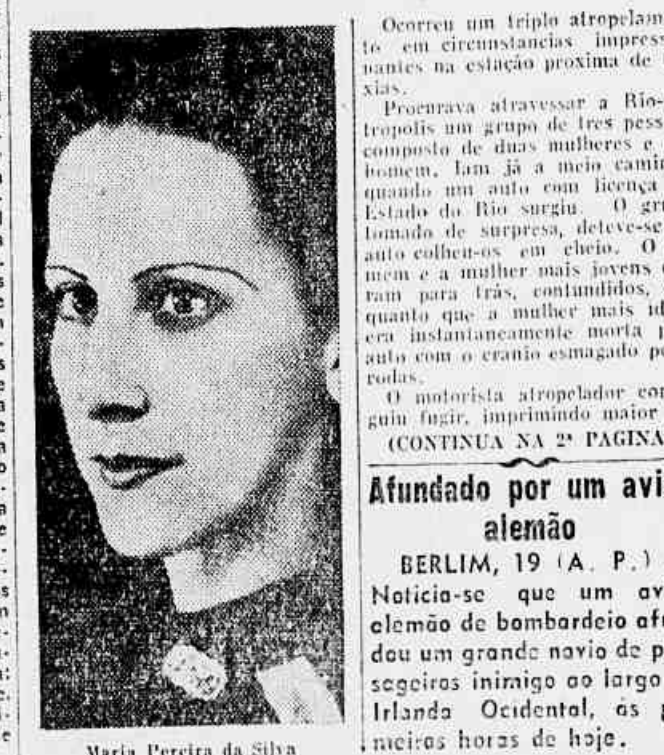 Maria Pereira da Silva
Ocorreu um triplo atropelam
to em circunstancias impress
nantes na estação proxima de
xias.
Procurava atravessar a Rio-
tropolis um grupo de tres pess
composto de duas mulheres e
homem. Iam já a meio camin
quando um auto com licença
Estado do Rio surgiu. O gru
tomado de surpresa, deteve-se
auto colheu-os em cheio. O
mem e a mulher mais jovens
ram para trás, contundidos,
quanto que a mulher mais id
era instantaneamente morta p
auto com o cranio esmagado pe
rodas.
O motorista atropelador con
guiu fugir, imprimindo maior
(CONTINUA NA 2ª PAGINA
Afundado por um avi
alemão
BERLIM, 19 (A. P.)
Noticia-se que um av
alemão de bombardeio afu
dou um grande navio de p
sageiros inimigo ao largo
Irlanda Ocidental, ás p
meiras horas de hoje.